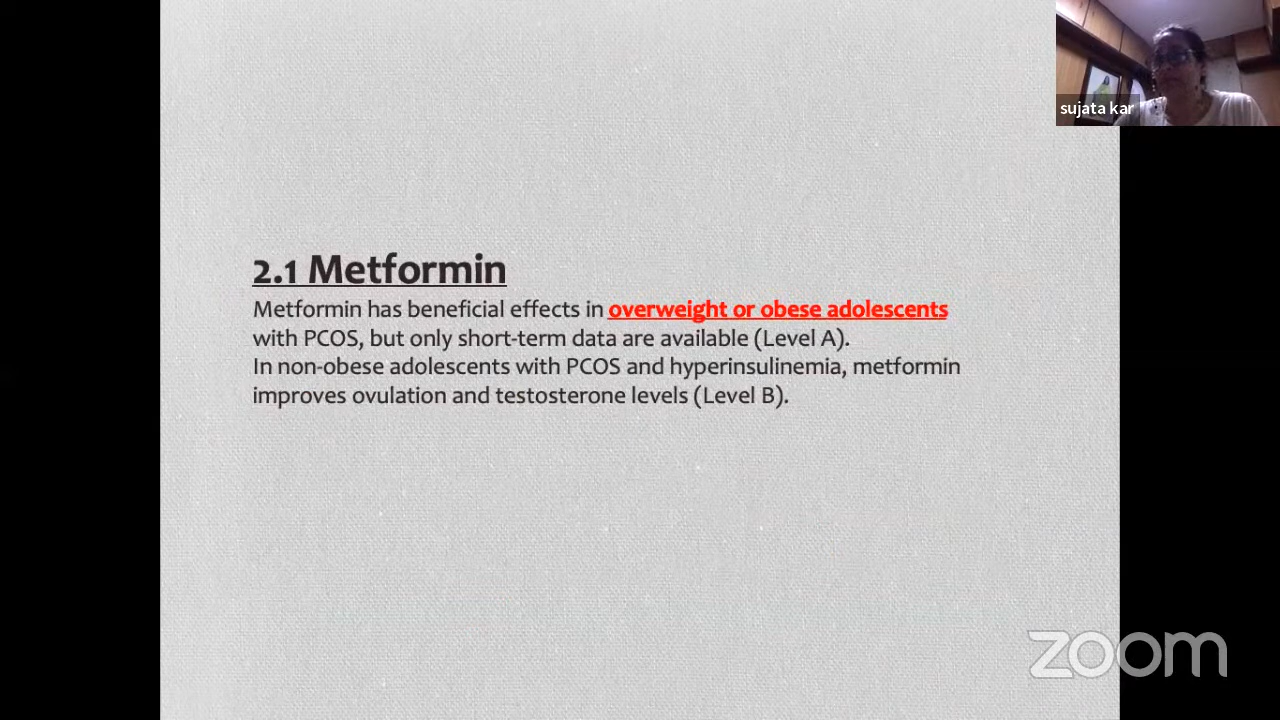 sujata kar
2.1 Metformin
Metformin has beneficial effects in overweight or obese adolescents
with PCOS, but only short-term data are available (Level A).
In non-obese adolescents with PCOS and hyperinsulinemia, metformin
improves ovulation and testosterone levels (Level B).
zoom